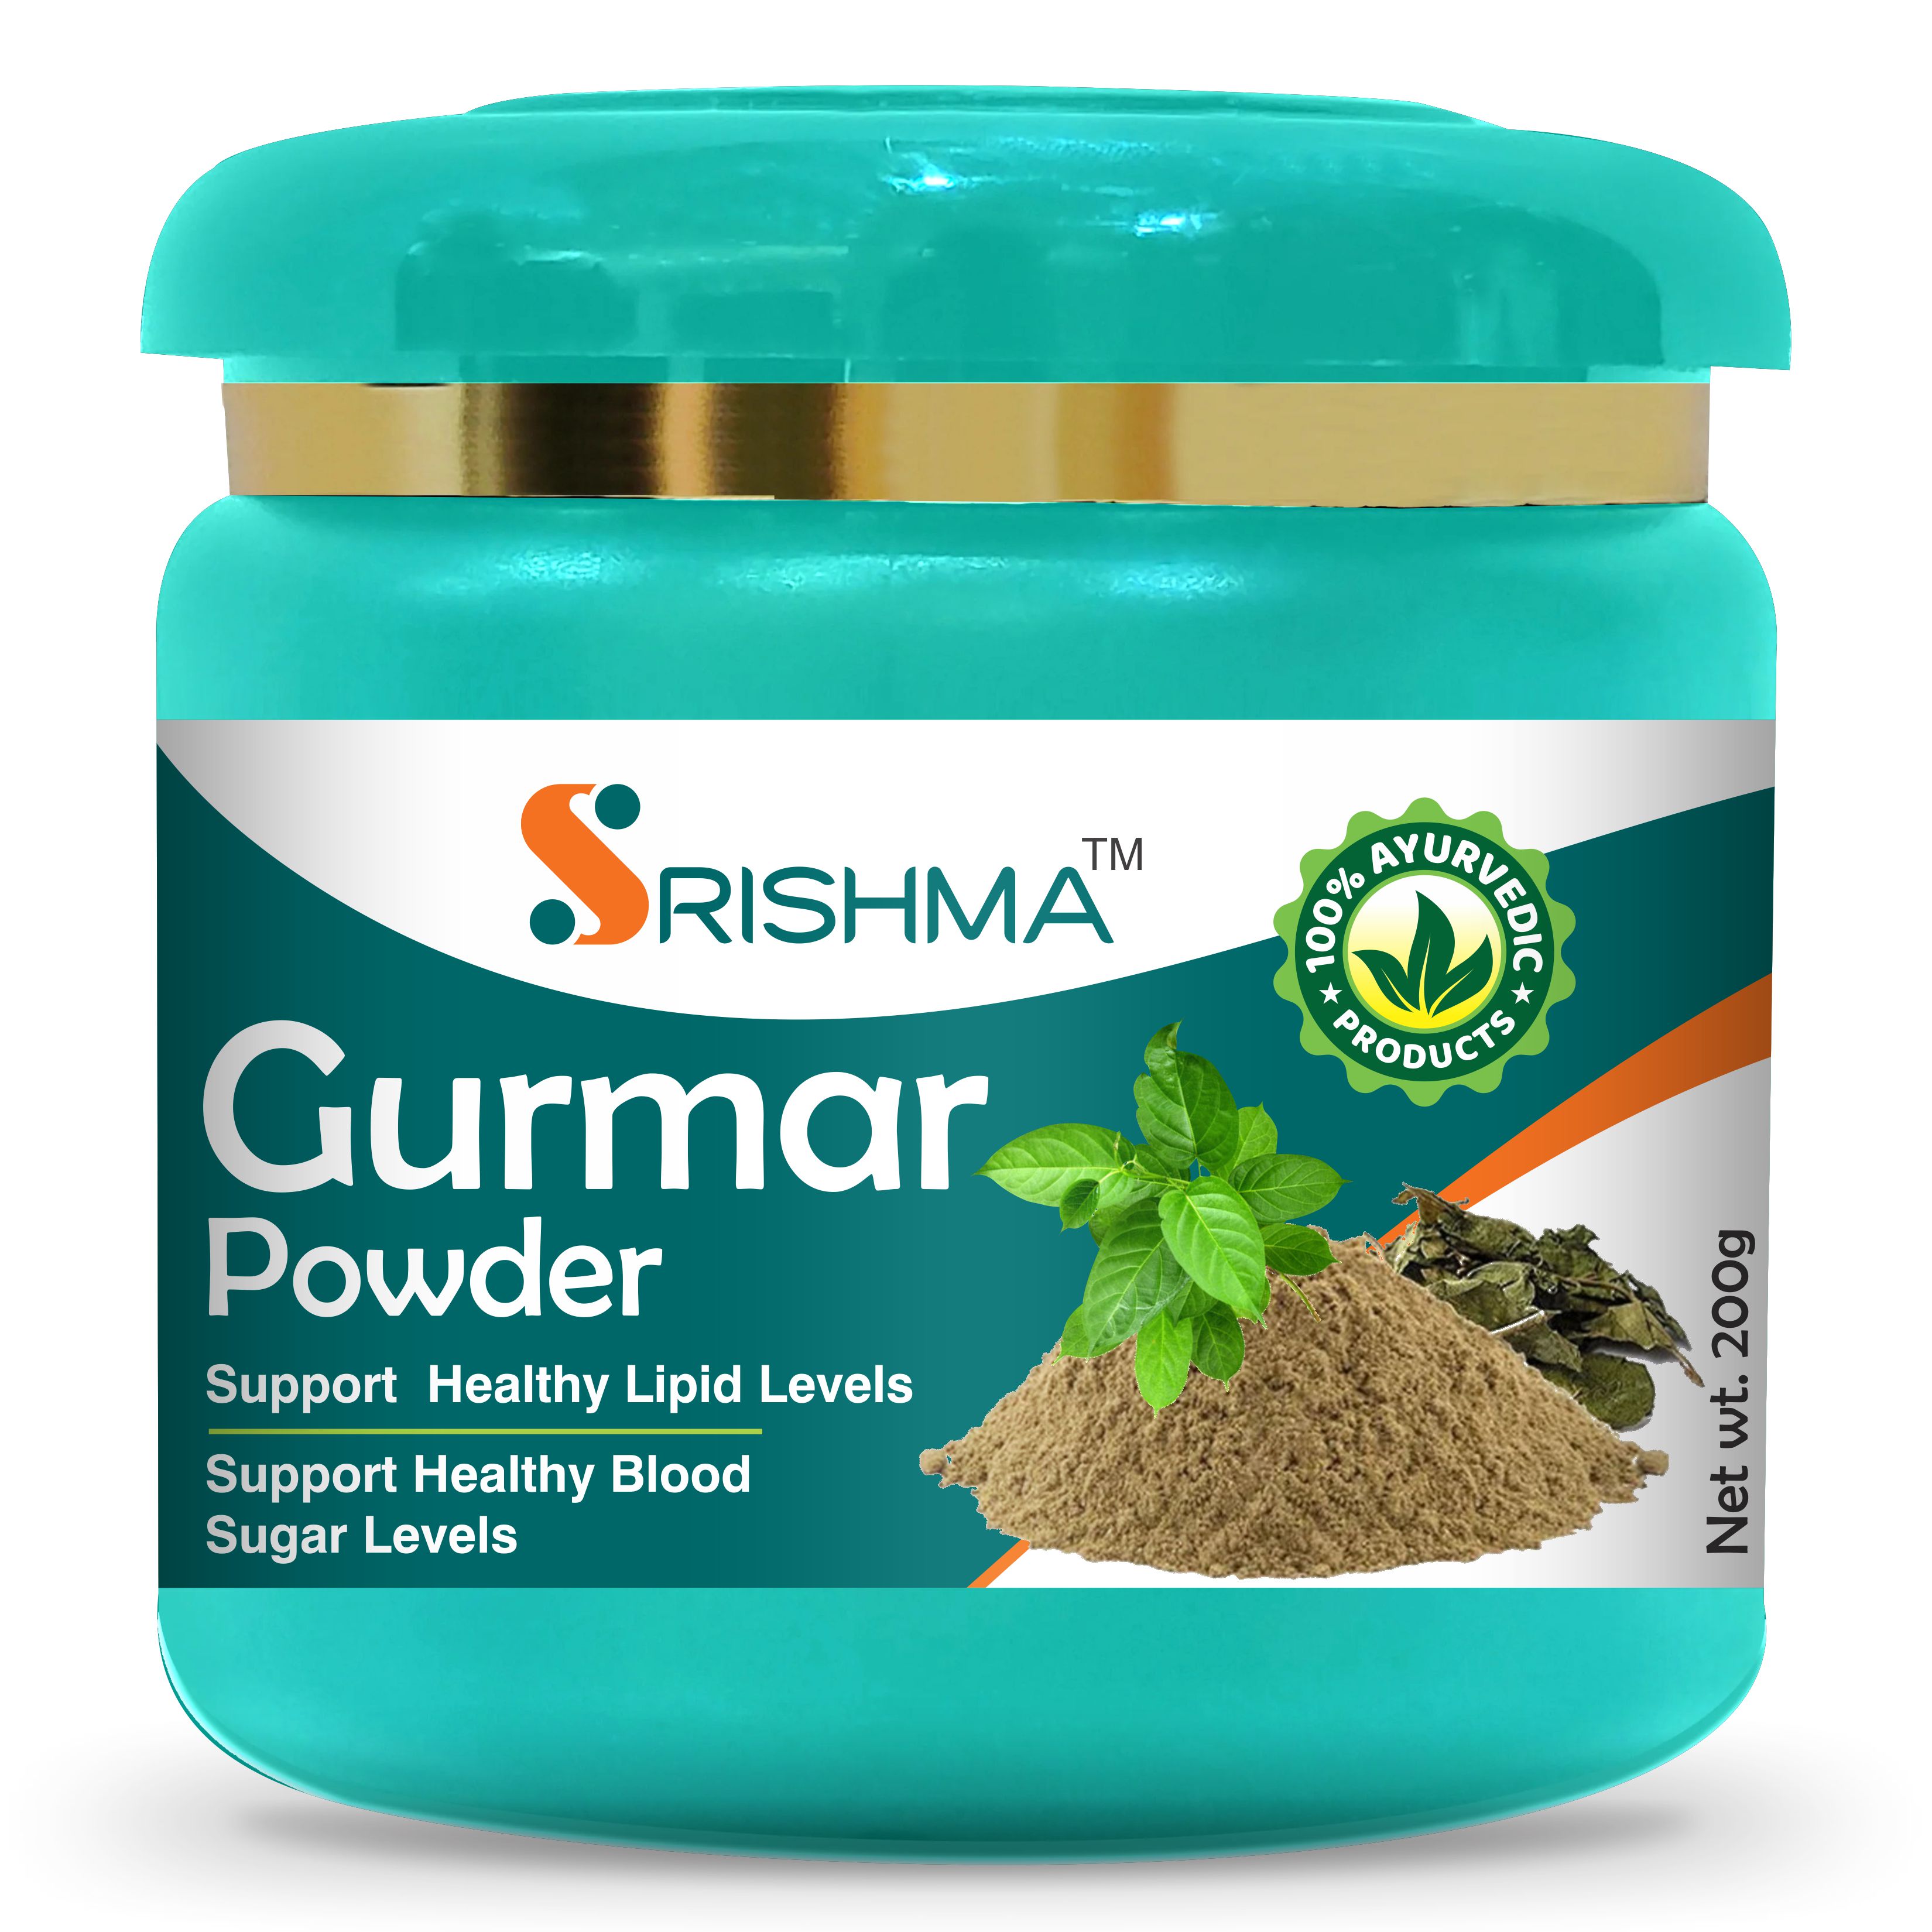 SRISHMA™
100% AYURVEDIC
★ PRODUCTS ★
Gurmar
Powder
Support Healthy Lipid Levels
Support Healthy Blood
Sugar Levels
Net wt. 200g